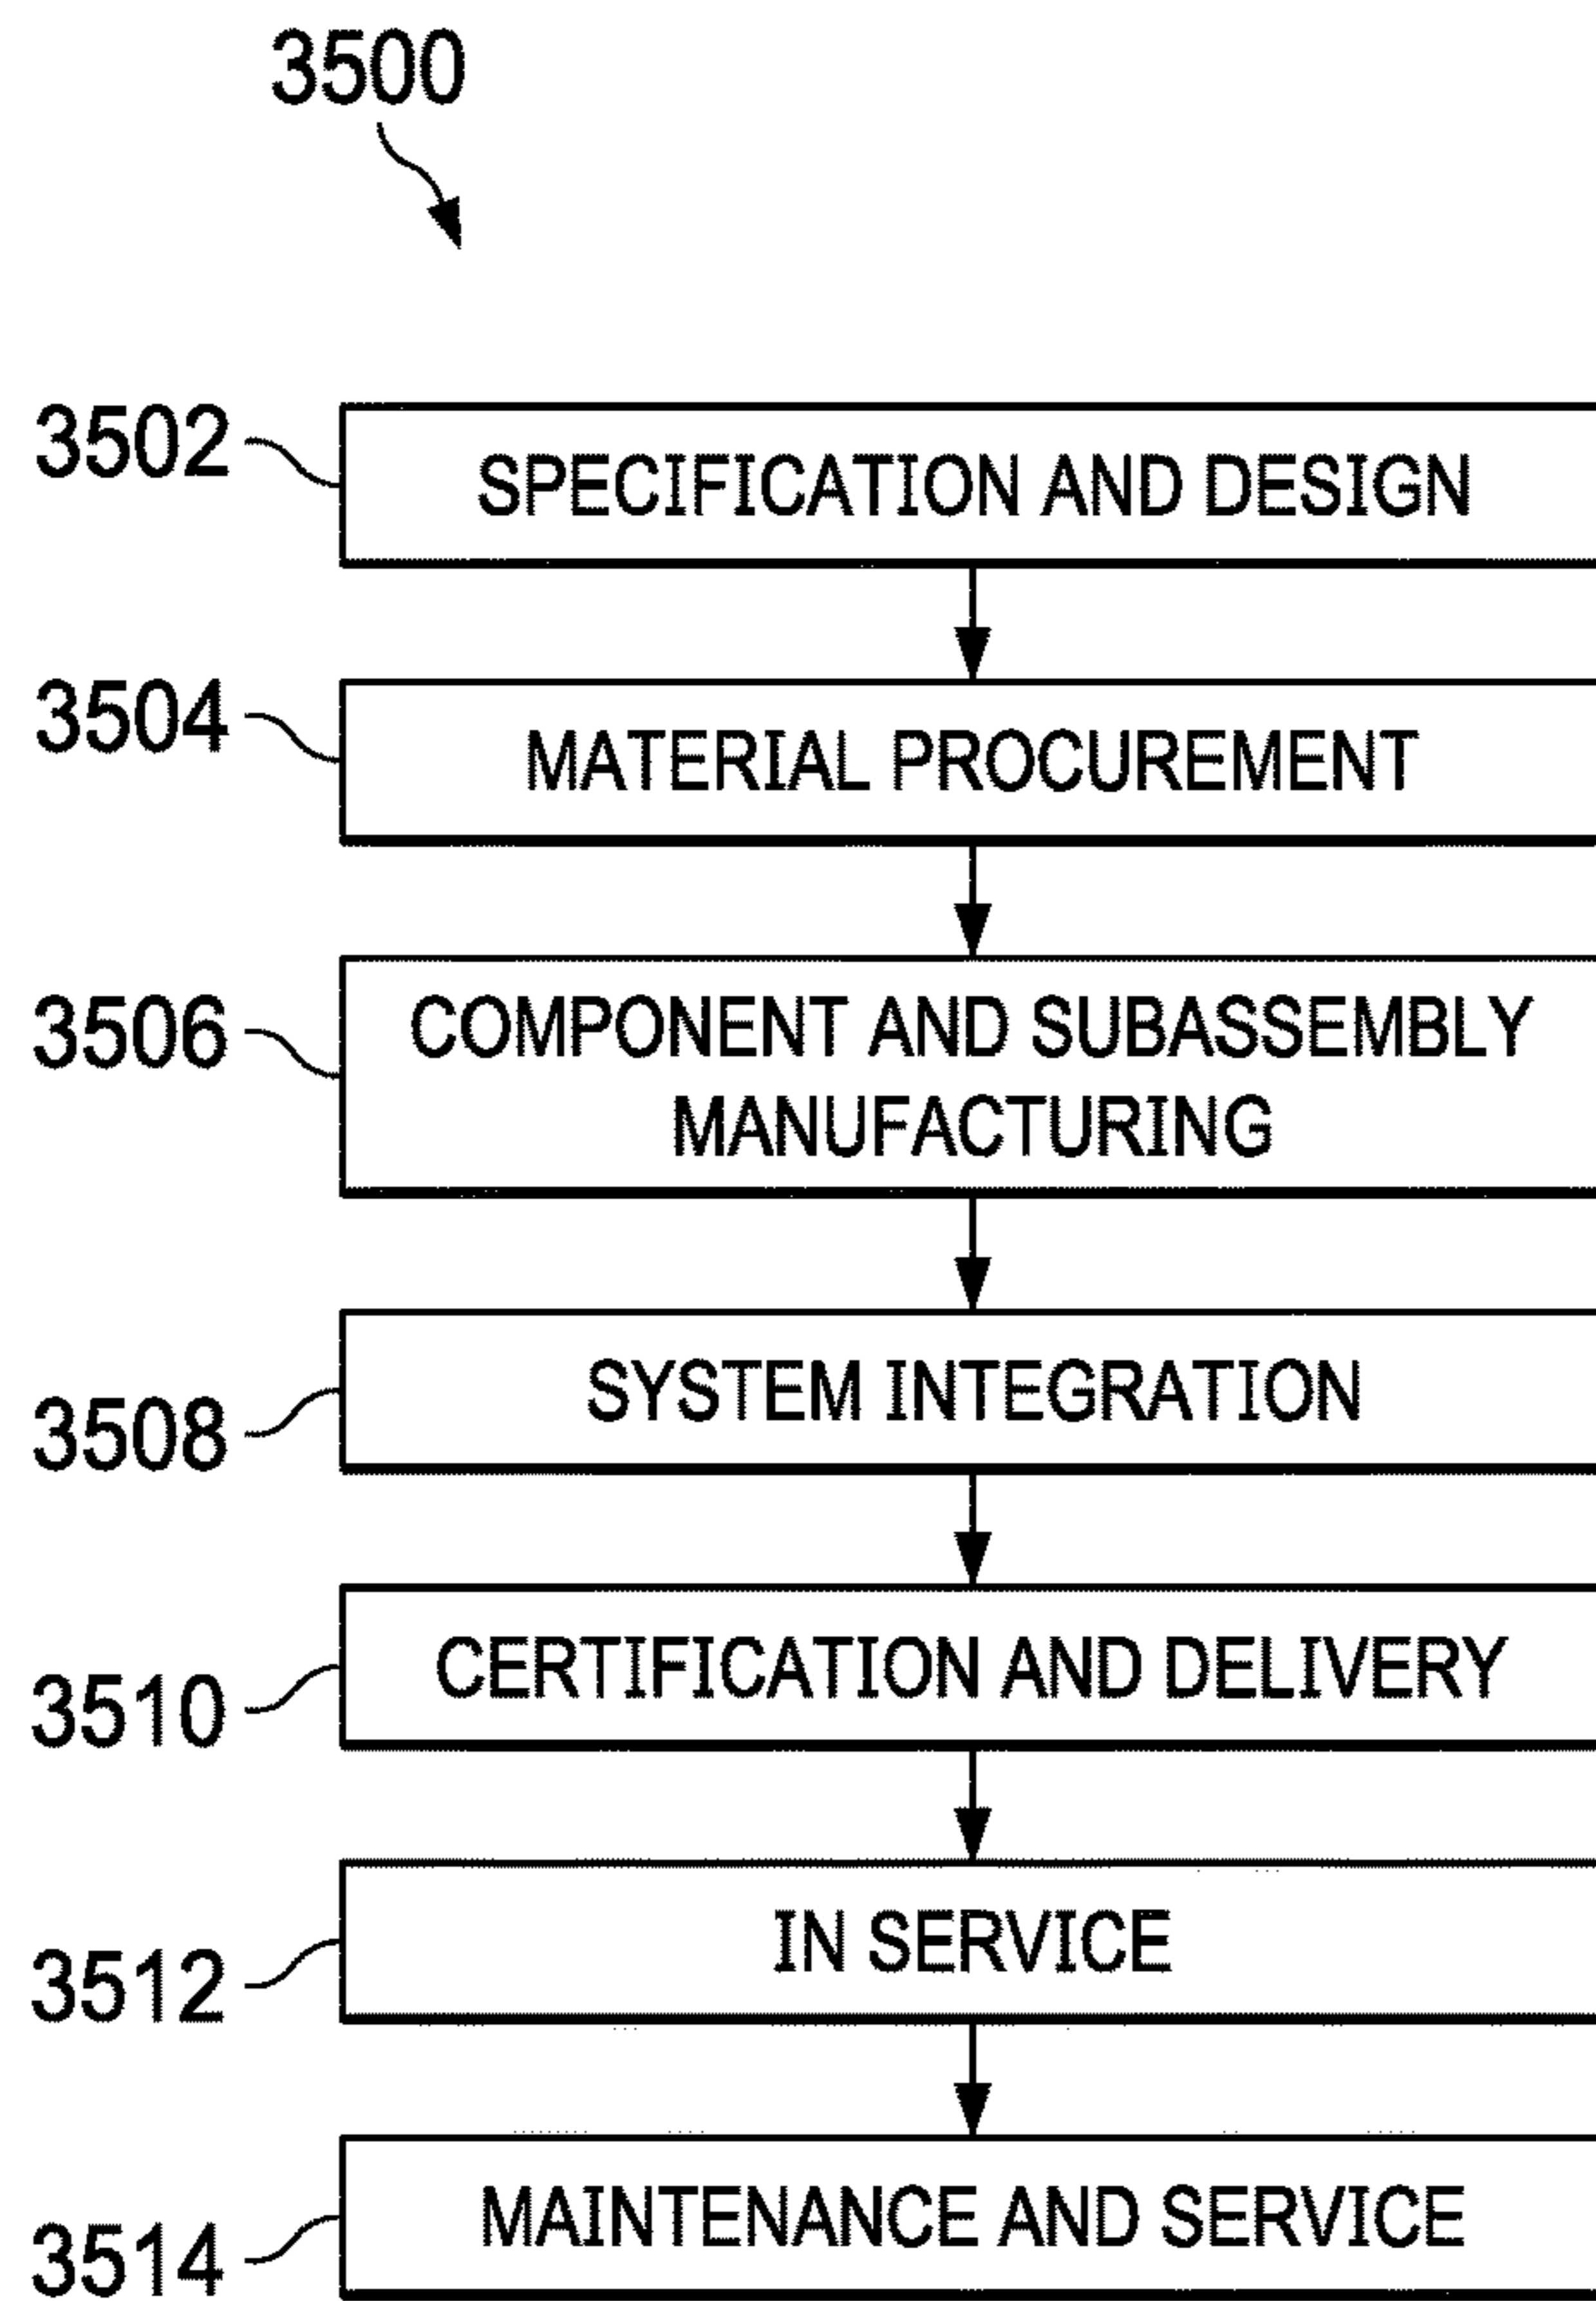 3500
3502
SPECIFICATION AND DESIGN
3504
MATERIAL PROCUREMENT
3506
COMPONENT AND SUBASSEMBLY
MANUFACTURING
3508
SYSTEM INTEGRATION
3510
CERTIFICATION AND DELIVERY
3512
IN SERVICE
3514
MAINTENANCE AND SERVICE